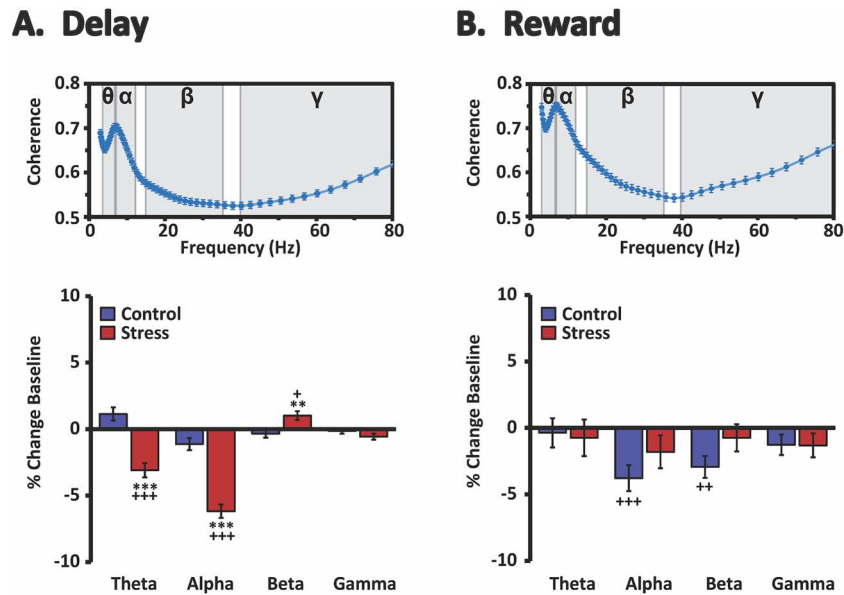 A. Delay
0.8
0.7
0.6
0.5
Coherence
θ α β γ
0 20 40 60 80
Frequency (Hz)
10
5
0
-5
-10
% Change Baseline
Control
Stress
***
+++
***
+++
+
**
Theta Alpha Beta Gamma
B. Reward
0.8
0.7
0.6
0.5
Coherence
θ α β γ
0 20 40 60 80
Frequency (Hz)
10
5
0
-5
-10
% Change Baseline
Control
Stress
+++
++
Theta Alpha Beta Gamma